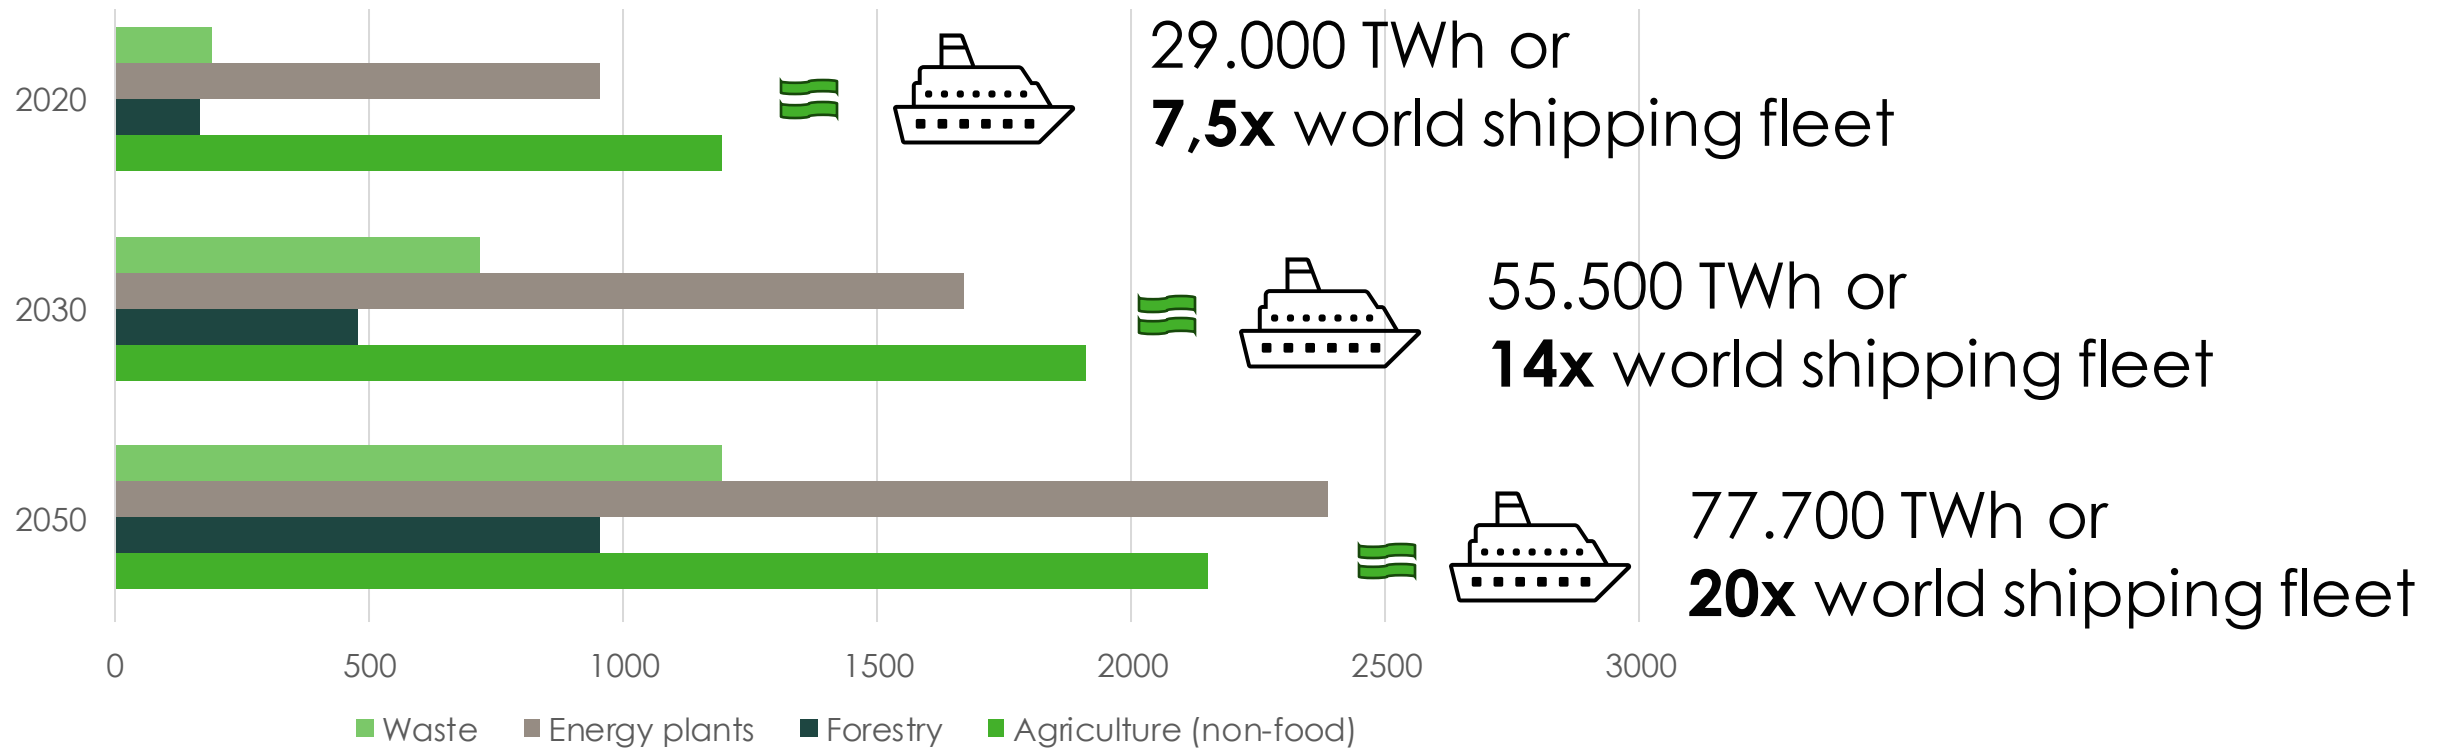 29.000 TWh or
7,5x world shipping fleet
2020
55.500 TWh or
14x world shipping fleet
2030
77.700 TWh or
20x world shipping fleet
2050
0 500 1000 1500 2000 2500 3000
Waste Energy plants Forestry Agriculture (non-food)